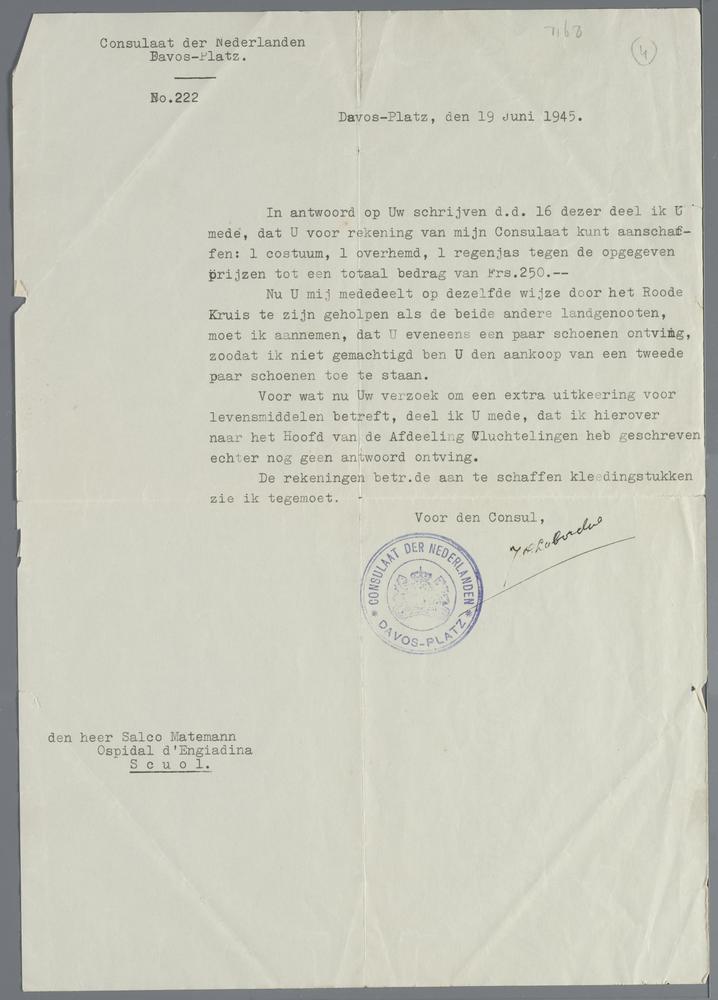 7168
4
Consulaat der Nederlanden
Davos-Platz.
No.222
Davos-Platz, den 19 Juni 1945.
In antwoord op Uw schrijven d.d. 16 dezer deel ik U
mede, dat U voor rekening van mijn Consulaat kunt aanschaf-
fen: 1 costuum, 1 overhemd, 1 regenjas tegen de opgegeven
prijzen tot een totaal bedrag van Frs.250.--
Nu U mij mededeelt op dezelfde wijze door het Roode
Kruis te zijn geholpen als de beide andere landgenooten,
moet ik aannemen, dat U eveneens een paar schoenen ontving,
zoodat ik niet gemachtigd ben U den aankoop van een tweede
paar schoenen toe te staan.
Voor wat nu Uw verzoek om een extra uitkeering voor
levensmiddelen betreft, deel ik U mede, dat ik hierover
naar het Hoofd van de Afdeeling Vluchtelingen heb geschreven
echter nog geen antwoord ontving.
De rekeningen betr.de aan te schaffen kleedingstukken
zie ik tegemoet. -
Voor den Consul,
* CONSULAAT DER NEDERLANDEN * DAVOS-PLATZ
den heer Salco Matemann
Ospidal d'Engiadina
S c u o l.